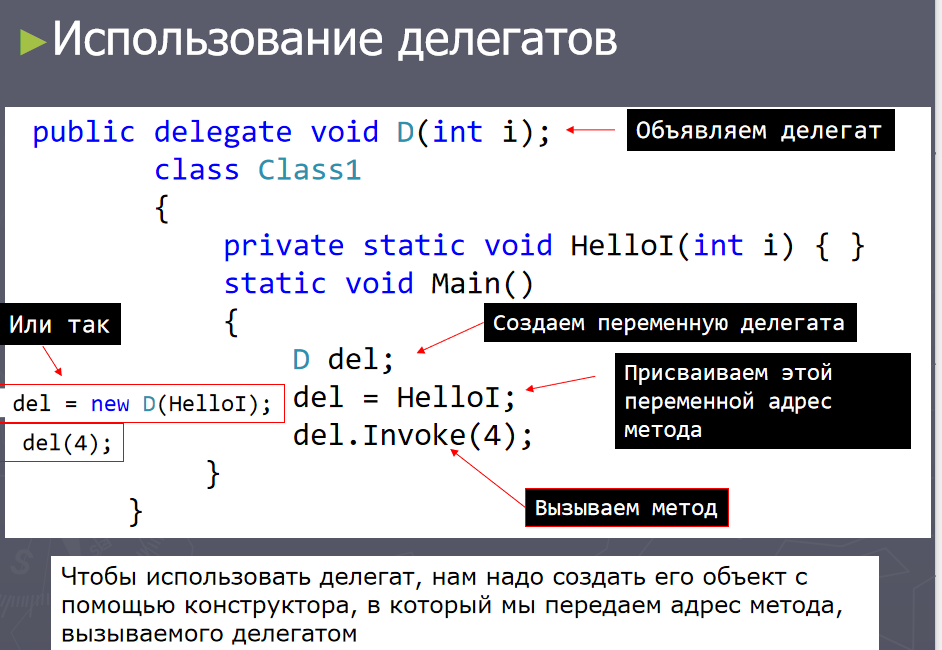 Использование делегатов
public delegate void D(int i);
Объявляем делегат
class Class1
{
private static void HelloI(int i) { }
static void Main()
{
Или так
Создаем переменную делегата
D del;
Присваиваем этой
переменной адрес
метода
del = new D(HelloI);
del = HelloI;
del(4);
del.Invoke(4);
}
Вызываем метод
}
Чтобы использовать делегат, нам надо создать его объект с
помощью конструктора, в который мы передаем адрес метода,
вызываемого делегатом